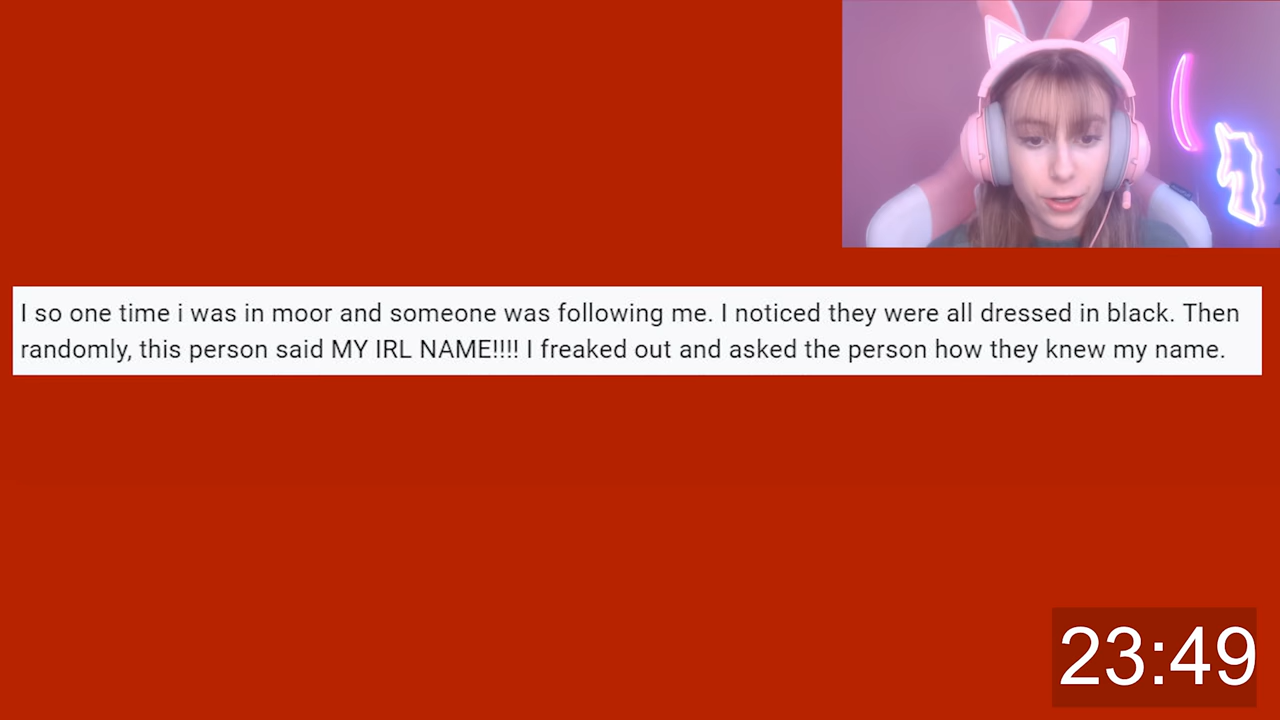 I so one time i was in moor and someone was following me. I noticed they were all dressed in black. Then
randomly, this person said MY IRL NAME!!!! I freaked out and asked the person how they knew my name.
23:49